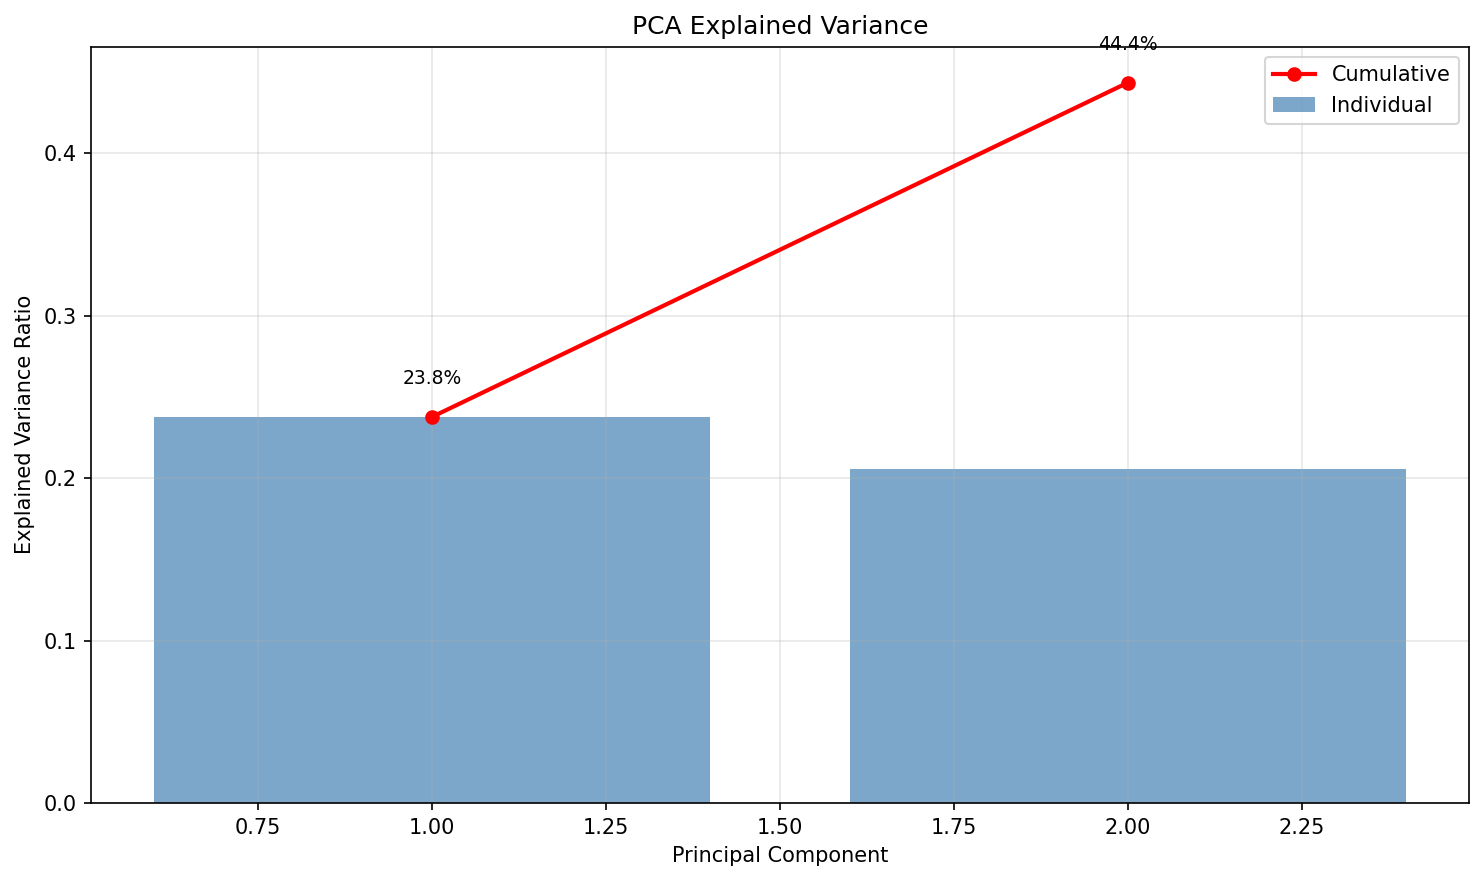 PCA Explained Variance
44.4%
Cumulative
Individual
0.4
0.3
23.8%
0.2
0.1
0.0
Explained Variance Ratio
0.75 1.00 1.25 1.50 1.75 2.00 2.25
Principal Component